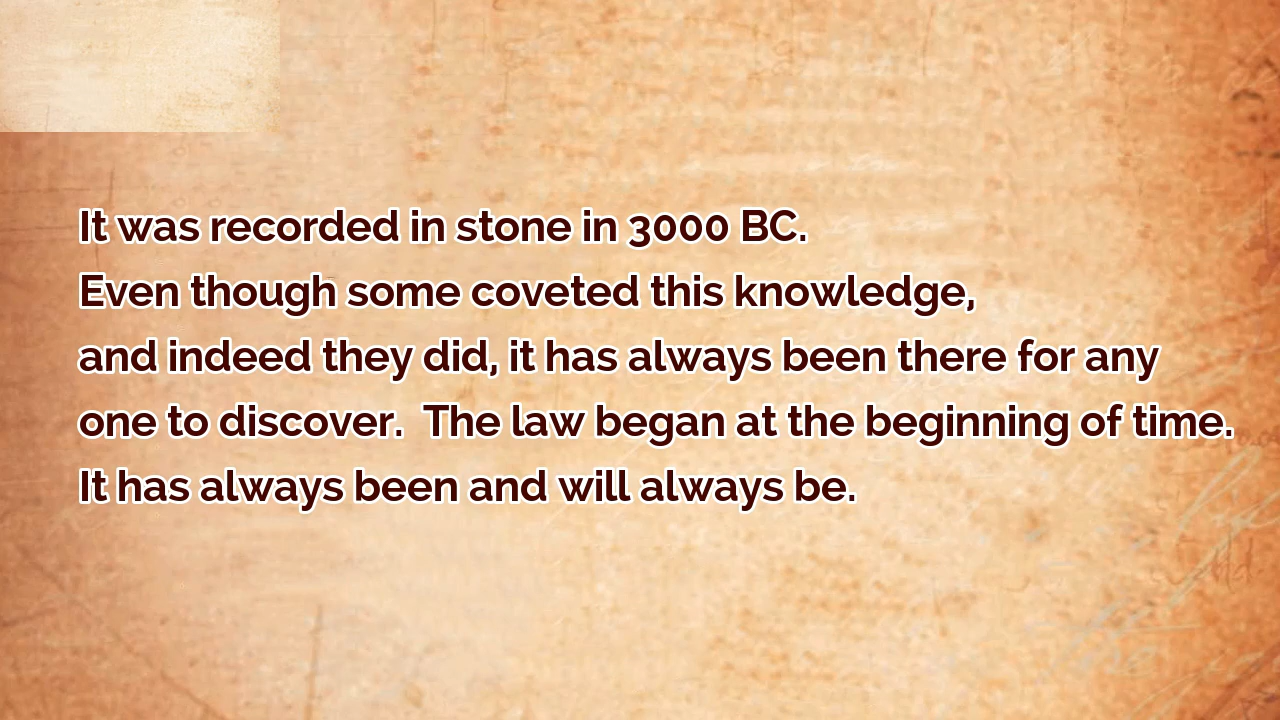 It was recorded in stone in 3000 BC.
Even though some coveted this knowledge,
and indeed they did, it has always been there for any
one to discover.  The law began at the beginning of time.
It has always been and will always be.